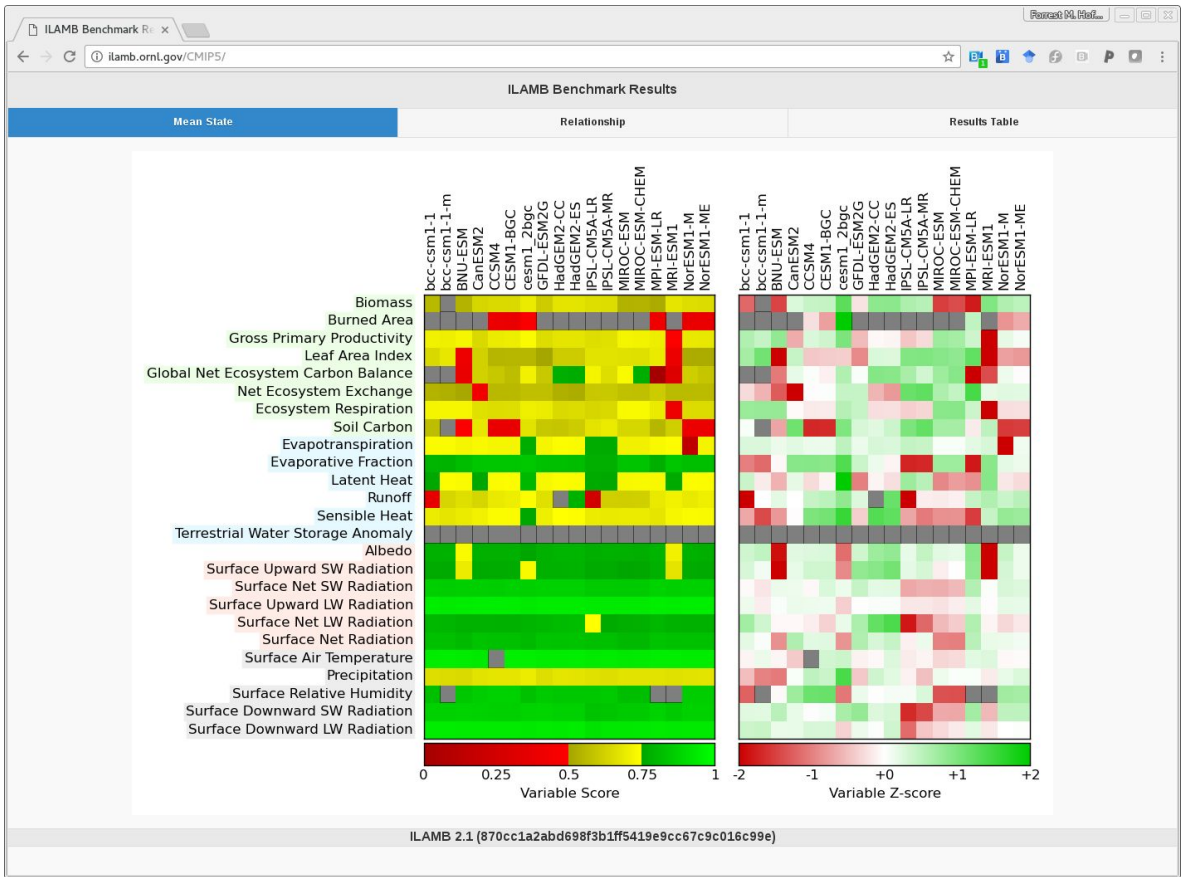 Forrest M. Hof...
ILAMB Benchmark Re
ilamb.ornl.gov/CMIP5/
ILAMB Benchmark Results
Mean State Relationship Results Table
bcc-csm1-1
bcc-csm1-1-m
BNU-ESM
CanESM2
CCSM4
CESM1-BGC
cesm1_2bgc
GFDL-ESM2G
HadGEM2-CC
HadGEM2-ES
IPSL-CM5A-LR
IPSL-CM5A-MR
MIROC-ESM
MIROC-ESM-CHEM
MPI-ESM-LR
MRI-ESM1
NorESM1-M
NorESM1-ME
bcc-csm1-1
bcc-csm1-1-m
BNU-ESM
CanESM2
CCSM4
CESM1-BGC
cesm1_2bgc
GFDL-ESM2G
HadGEM2-CC
HadGEM2-ES
IPSL-CM5A-LR
IPSL-CM5A-MR
MIROC-ESM
MIROC-ESM-CHEM
MPI-ESM-LR
MRI-ESM1
NorESM1-M
NorESM1-ME
Biomass
Burned Area
Gross Primary Productivity
Leaf Area Index
Global Net Ecosystem Carbon Balance
Net Ecosystem Exchange
Ecosystem Respiration
Soil Carbon
Evapotranspiration
Evaporative Fraction
Latent Heat
Runoff
Sensible Heat
Terrestrial Water Storage Anomaly
Albedo
Surface Upward SW Radiation
Surface Net SW Radiation
Surface Upward LW Radiation
Surface Net LW Radiation
Surface Net Radiation
Surface Air Temperature
Precipitation
Surface Relative Humidity
Surface Downward SW Radiation
Surface Downward LW Radiation
0 0.25 0.5 0.75 1
Variable Score
-2 -1 +0 +1 +2
Variable Z-score
ILAMB 2.1 (870cc1a2abd698f3b1ff5419e9cc67c9c016c99e)